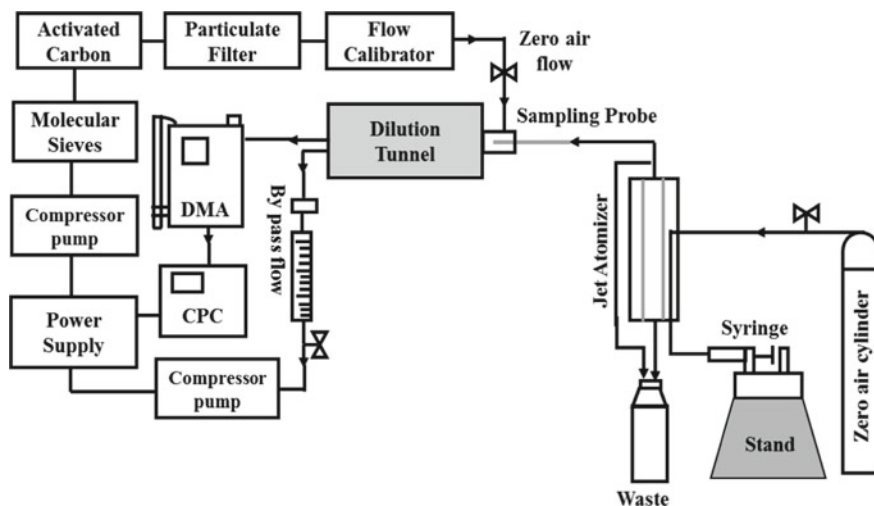 Activated
Carbon
Particulate
Filter
Flow
Calibrator
Zero air
flow
Molecular
Sieves
Dilution
Tunnel
Sampling Probe
DMA
By pass flow
Compressor
pump
Jet Atomizer
CPC
Power
Supply
Syringe
Zero air cylinder
Compressor
pump
Stand
Waste